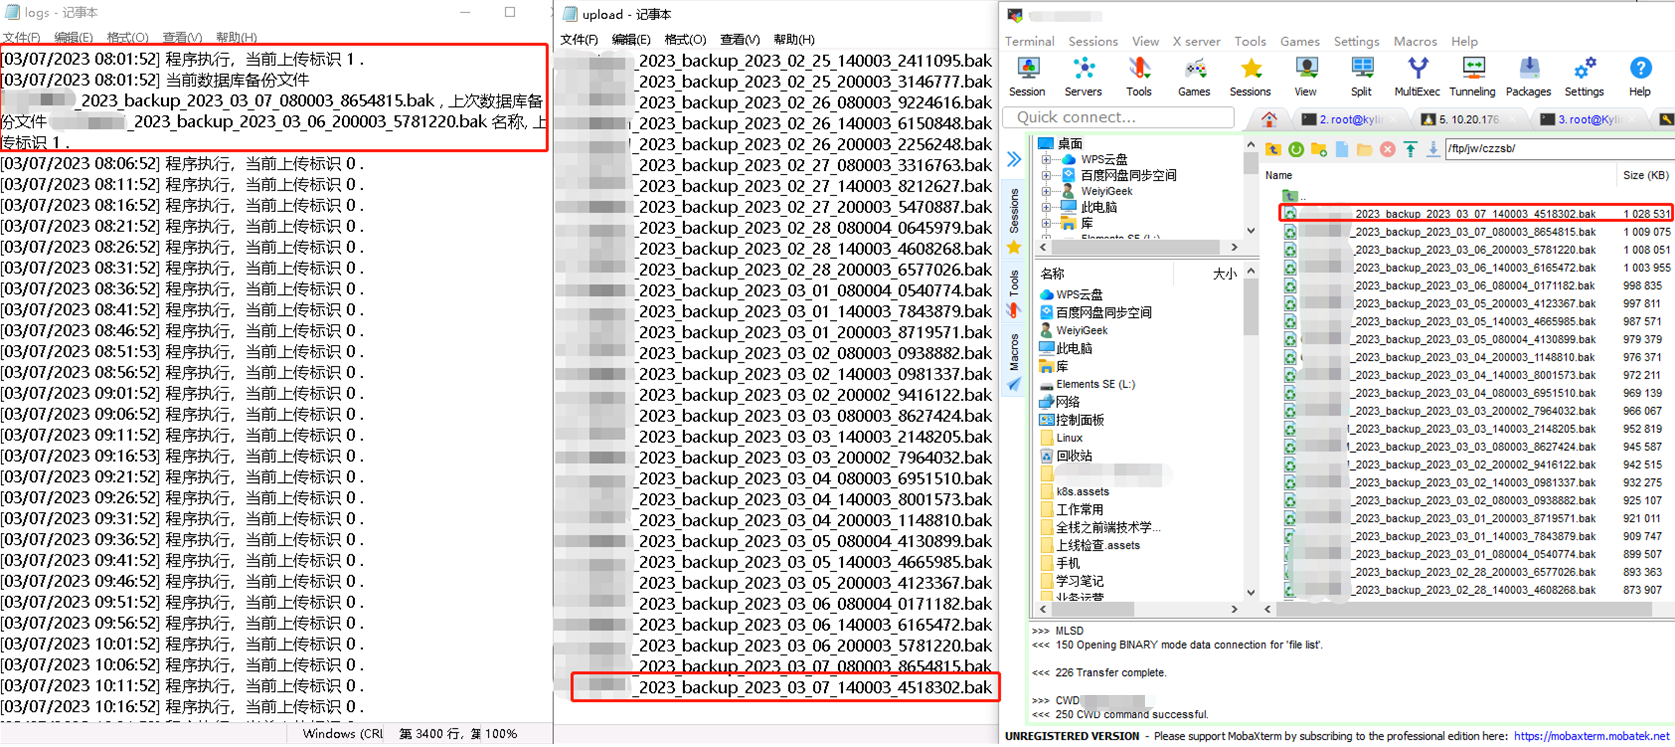 logs - 记事本
文件(F) 编辑(E) 格式(O) 查看(V) 帮助(H)
[03/07/2023 08:01:52] 程序执行，当前上传标识 1 .
[03/07/2023 08:01:52] 当前数据库备份文件
_2023_backup_2023_03_07_080003_8654815.bak , 上次数据库备
份文件 _2023_backup_2023_03_06_200003_5781220.bak 名称, 上
传标识 1 .
[03/07/2023 08:06:52] 程序执行，当前上传标识 0 .
[03/07/2023 08:11:52] 程序执行，当前上传标识 0 .
[03/07/2023 08:16:52] 程序执行，当前上传标识 0 .
[03/07/2023 08:21:52] 程序执行，当前上传标识 0 .
[03/07/2023 08:26:52] 程序执行，当前上传标识 0 .
[03/07/2023 08:31:52] 程序执行，当前上传标识 0 .
[03/07/2023 08:36:52] 程序执行，当前上传标识 0 .
[03/07/2023 08:41:52] 程序执行，当前上传标识 0 .
[03/07/2023 08:46:52] 程序执行，当前上传标识 0 .
[03/07/2023 08:51:53] 程序执行，当前上传标识 0 .
[03/07/2023 08:56:52] 程序执行，当前上传标识 0 .
[03/07/2023 09:01:52] 程序执行，当前上传标识 0 .
[03/07/2023 09:06:52] 程序执行，当前上传标识 0 .
[03/07/2023 09:11:52] 程序执行，当前上传标识 0 .
[03/07/2023 09:16:53] 程序执行，当前上传标识 0 .
[03/07/2023 09:21:52] 程序执行，当前上传标识 0 .
[03/07/2023 09:26:52] 程序执行，当前上传标识 0 .
[03/07/2023 09:31:52] 程序执行，当前上传标识 0 .
[03/07/2023 09:36:52] 程序执行，当前上传标识 0 .
[03/07/2023 09:41:52] 程序执行，当前上传标识 0 .
[03/07/2023 09:46:52] 程序执行，当前上传标识 0 .
[03/07/2023 09:51:52] 程序执行，当前上传标识 0 .
[03/07/2023 09:56:52] 程序执行，当前上传标识 0 .
[03/07/2023 10:01:52] 程序执行，当前上传标识 0 .
[03/07/2023 10:06:52] 程序执行，当前上传标识 0 .
[03/07/2023 10:11:52] 程序执行，当前上传标识 0 .
[03/07/2023 10:16:52] 程序执行，当前上传标识 0 .
Windows (CRL 第 3400 行，第 100%
upload - 记事本
文件(F) 编辑(E) 格式(O) 查看(V) 帮助(H)
_2023_backup_2023_02_25_140003_2411095.bak
_2023_backup_2023_02_25_200003_3146777.bak
_2023_backup_2023_02_26_080003_9224616.bak
_2023_backup_2023_02_26_140003_6150848.bak
_2023_backup_2023_02_26_200003_2256248.bak
_2023_backup_2023_02_27_080003_3316763.bak
_2023_backup_2023_02_27_140003_8212627.bak
_2023_backup_2023_02_27_200003_5470887.bak
_2023_backup_2023_02_28_080004_0645979.bak
_2023_backup_2023_02_28_140003_4608268.bak
_2023_backup_2023_02_28_200003_6577026.bak
_2023_backup_2023_03_01_080004_0540774.bak
_2023_backup_2023_03_01_140003_7843879.bak
_2023_backup_2023_03_01_200003_8719571.bak
_2023_backup_2023_03_02_080003_0938882.bak
_2023_backup_2023_03_02_140003_0981337.bak
_2023_backup_2023_03_02_200002_9416122.bak
_2023_backup_2023_03_03_080003_8627424.bak
_2023_backup_2023_03_03_140003_2148205.bak
_2023_backup_2023_03_03_200002_7964032.bak
_2023_backup_2023_03_04_080003_6951510.bak
_2023_backup_2023_03_04_140003_8001573.bak
_2023_backup_2023_03_04_200003_1148810.bak
_2023_backup_2023_03_05_080004_4130899.bak
_2023_backup_2023_03_05_140003_4665985.bak
_2023_backup_2023_03_05_200003_4123367.bak
_2023_backup_2023_03_06_080004_0171182.bak
_2023_backup_2023_03_06_140003_6165472.bak
_2023_backup_2023_03_06_200003_5781220.bak
_2023_backup_2023_03_07_080003_8654815.bak
_2023_backup_2023_03_07_140003_4518302.bak
Terminal Sessions View X server Tools Games Settings Macros Help
Session Servers Tools Games Sessions View Split MultiExec Tunneling Packages Settings Help
Quick connect...
2. root@kylin
5. 10.20.176.
3. root@Kylin
Sessions
Tools
Macros
桌面
WPS云盘
百度网盘同步空间
WeiyiGeek
此电脑
库
Elements SE (L:)
名称 大小
WPS云盘
百度网盘同步空间
WeiyiGeek
此电脑
库
Elements SE (L:)
网络
控制面板
Linux
回收站
k8s.assets
工作常用
全栈之前端技术学...
上线检查.assets
手机
学习笔记
业务运营
/ftp/jw/czzsb/
Name Size (KB)
..
_2023_backup_2023_03_07_140003_4518302.bak 1 028 531
_2023_backup_2023_03_07_080003_8654815.bak 1 009 075
_2023_backup_2023_03_06_200003_5781220.bak 1 008 051
_2023_backup_2023_03_06_140003_6165472.bak 1 003 955
_2023_backup_2023_03_06_080004_0171182.bak 998 835
_2023_backup_2023_03_05_200003_4123367.bak 997 811
_2023_backup_2023_03_05_140003_4665985.bak 987 571
_2023_backup_2023_03_05_080004_4130899.bak 979 379
_2023_backup_2023_03_04_200003_1148810.bak 976 371
_2023_backup_2023_03_04_140003_8001573.bak 972 211
_2023_backup_2023_03_04_080003_6951510.bak 969 139
_2023_backup_2023_03_03_200002_7964032.bak 966 067
_2023_backup_2023_03_03_140003_2148205.bak 952 819
_2023_backup_2023_03_03_080003_8627424.bak 945 587
_2023_backup_2023_03_02_200002_9416122.bak 942 515
_2023_backup_2023_03_02_140003_0981337.bak 932 275
_2023_backup_2023_03_02_080003_0938882.bak 925 107
_2023_backup_2023_03_01_200003_8719571.bak 921 011
_2023_backup_2023_03_01_140003_7843879.bak 909 747
_2023_backup_2023_03_01_080004_0540774.bak 899 507
_2023_backup_2023_02_28_200003_6577026.bak 893 363
_2023_backup_2023_02_28_140003_4608268.bak 873 907
>>> MLSD
<<< 150 Opening BINARY mode data connection for 'file list'.
<<< 226 Transfer complete.
>>> CWD
<<< 250 CWD command successful.
UNREGISTERED VERSION - Please support MobaXterm by subscribing to the professional edition here: https://mobaxterm.mobatek.net